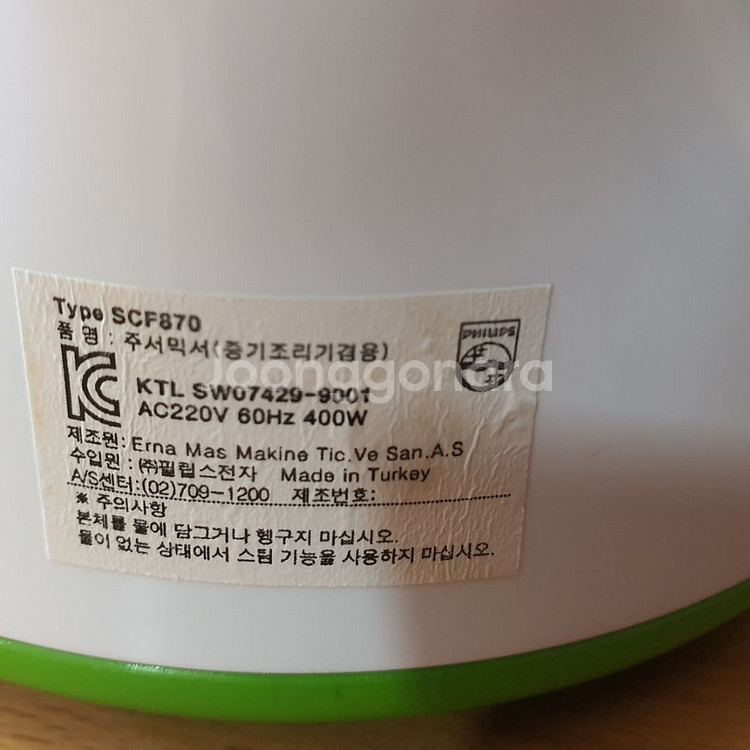 Type SCF870
품 명 : 주서믹서(증기조리기겸용)
PHILIPS
KTL SW07429-9001
AC220V 60Hz 400W
제조원: Erna Mas Makine Tic.Ve San.A.S
수입원 : ㈜필립스전자 Made in Turkey
A/S센터:(02)709-1200 제조번호:
※ 주의사항
본체를 물에 담그거나 헹구지 마십시오.
물이 없는 상태에서 스팀 기능을 사용하지 마십시오.
Joonggonara